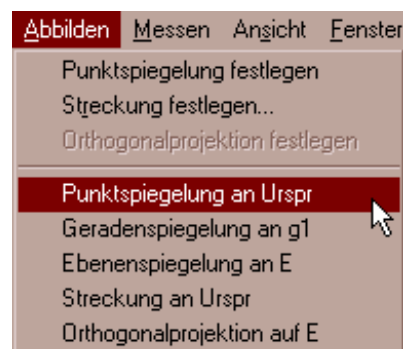 Abbilden Messen Ansicht Fenster
Punktspiegelung festlegen
Streckung festlegen...
Orthogonalprojektion festlegen
Punktspiegelung an Urspr
Geradenspiegelung an g1
Ebenenspiegelung an E
Streckung an Urspr
Orthogonalprojektion auf E